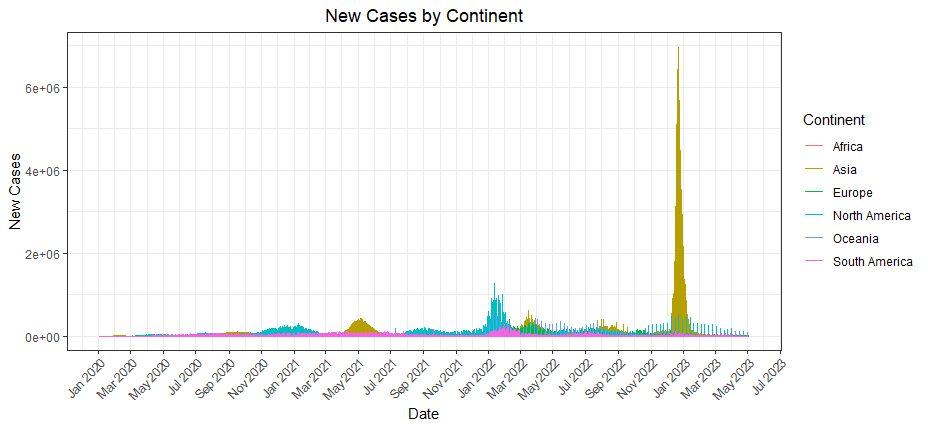 New Cases by Continent
New Cases
6e+06
4e+06
2e+06
0e+00
Jan 2020
Mar 2020
May 2020
Jul 2020
Sep 2020
Nov 2020
Jan 2021
Mar 2021
May 2021
Jul 2021
Sep 2021
Nov 2021
Jan 2022
Mar 2022
May 2022
Jul 2022
Sep 2022
Nov 2022
Jan 2023
Mar 2023
May 2023
Jul 2023
Date
Continent
Africa
Asia
Europe
North America
Oceania
South America